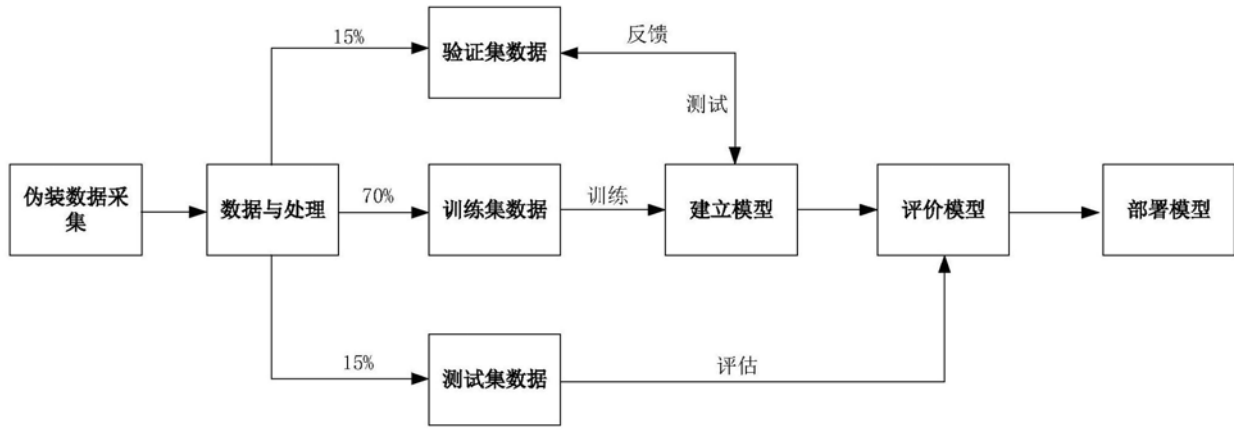 15%
验证集数据
反馈
测试
伪装数据采
集
数据与处理
70%
训练集数据
训练
建立模型
评价模型
部署模型
15%
测试集数据
评估